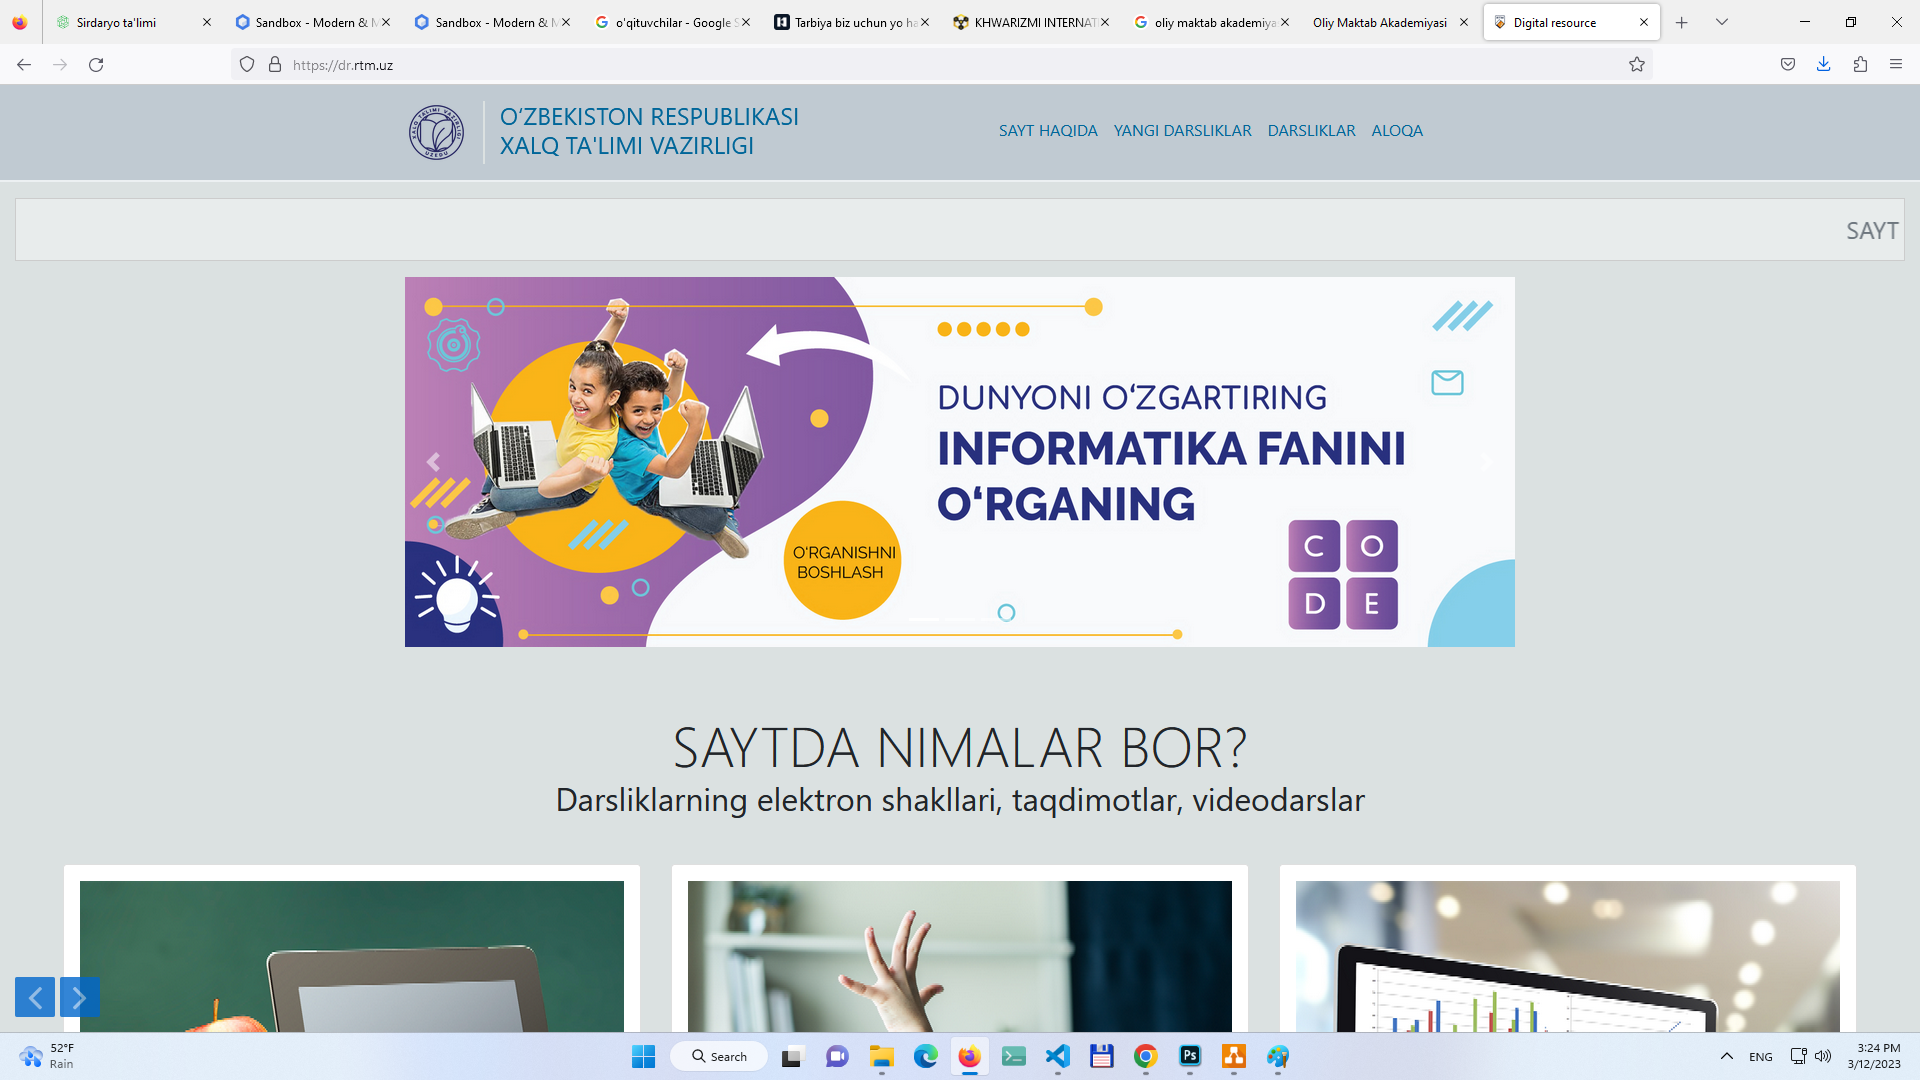 Sirdaryo ta'limi
Sandbox - Modern & M
Sandbox - Modern & M
o'qituvchilar - Google S
Tarbiya biz uchun yo ha
KHWARIZMI INTERNAT
oliy maktab akademiya
Oliy Maktab Akademiyasi
Digital resource
https://dr.rtm.uz
O‘ZBEKISTON RESPUBLIKASI
XALQ TA'LIMI VAZIRLIGI
SAYT HAQIDA YANGI DARSLIKLAR DARSLIKLAR ALOQA
SAYT
DUNYONI O‘ZGARTIRING
INFORMATIKA FANINI
O‘RGANING
O'RGANISHNI
BOSHLASH
C O
D E
SAYTDA NIMALAR BOR?
Darsliklarning elektron shakllari, taqdimotlar, videodarslar
52°F
Rain
Search
Ps
ENG
3:24 PM
3/12/2023